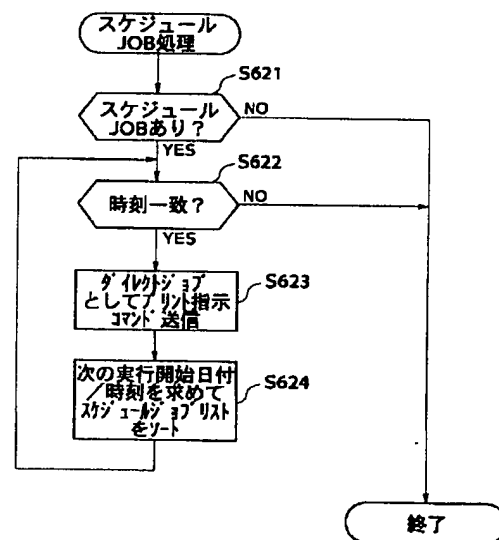 スケジュール
JOB処理
S621
スケジュール
JOBあり？
NO
YES
S622
時刻一致？
NO
YES
ﾀﾞｲﾚｸﾄｼﾞｮﾌﾞ
としてﾌﾟﾘﾝﾄ指示
ｺﾏﾝﾄﾞ送信
S623
次の実行開始日付
／時刻を求めて
ｽｹｼﾞｭｰﾙｼﾞｮﾌﾞﾘｽﾄ
をｿｰﾄ
S624
終了